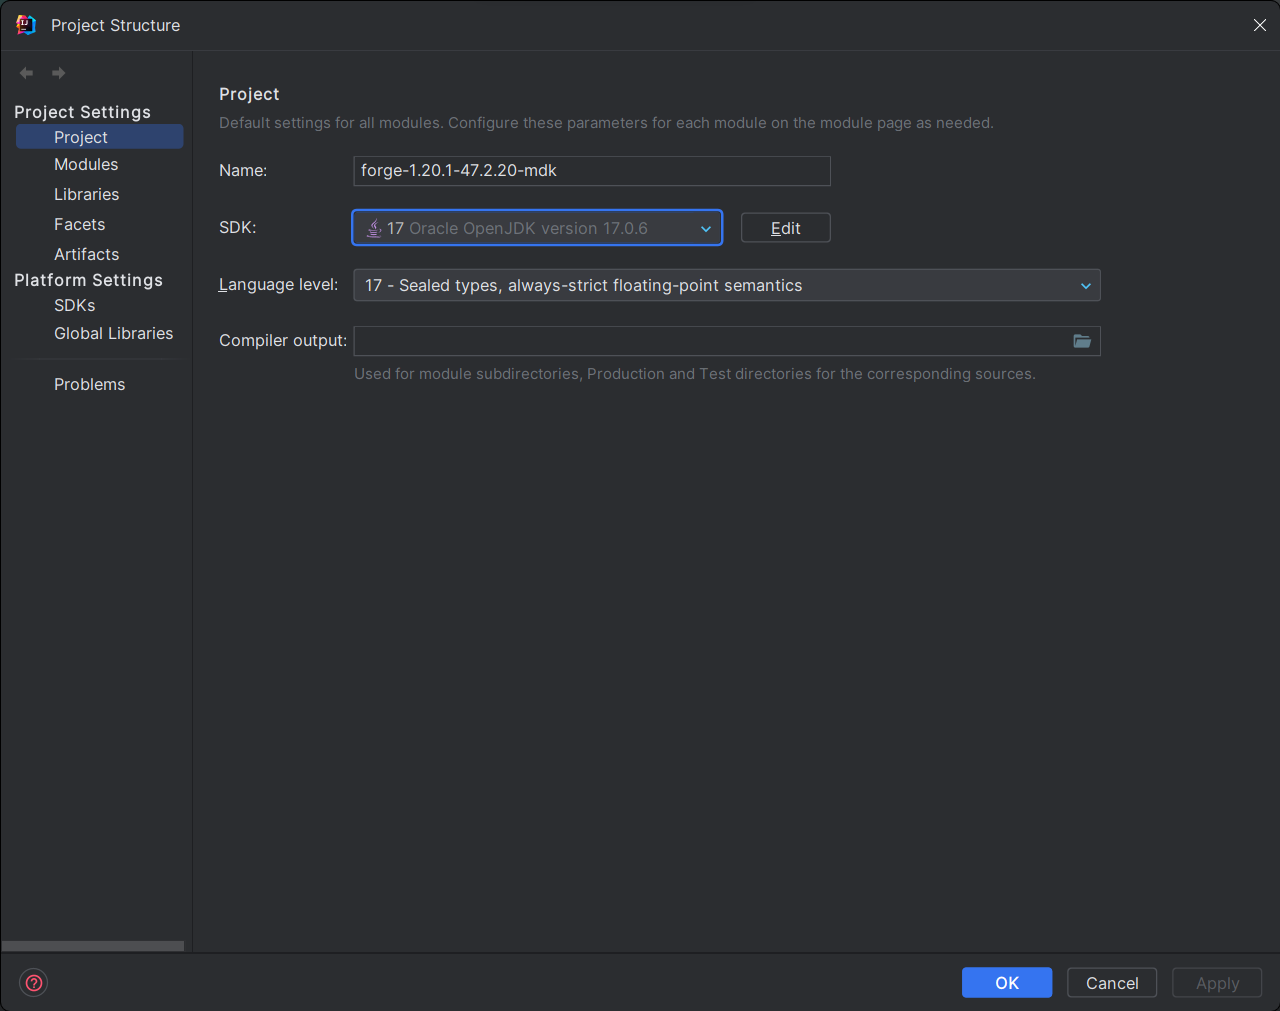 Project Structure
Project Settings
Project
Modules
Libraries
Facets
Artifacts
Platform Settings
SDKs
Global Libraries
Problems
Project
Default settings for all modules. Configure these parameters for each module on the module page as needed.
Name: forge-1.20.1-47.2.20-mdk
SDK: 17 Oracle OpenJDK version 17.0.6 Edit
Language level: 17 - Sealed types, always-strict floating-point semantics
Compiler output:
Used for module subdirectories, Production and Test directories for the corresponding sources.
? OK Cancel Apply